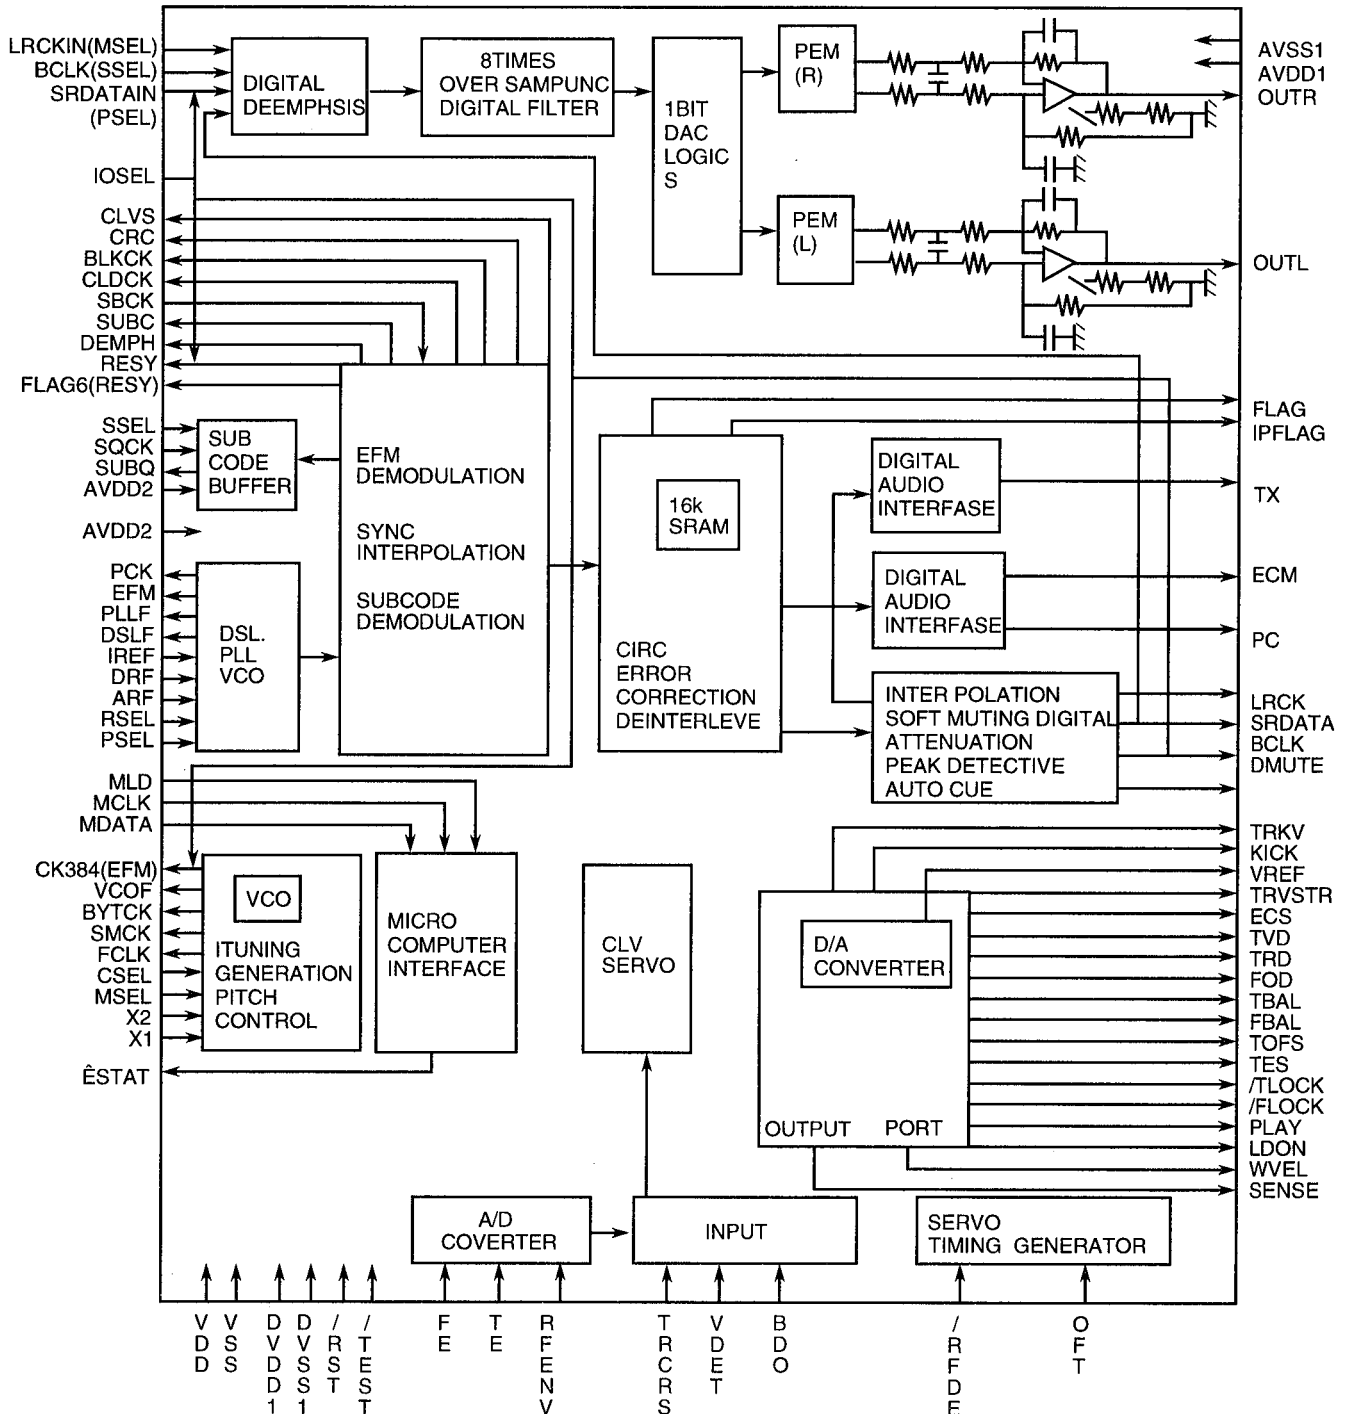 LRCKIN(MSEL)
BCLK(SSEL)
SRDATAIN
(PSEL)
IOSEL
CLVS
CRC
BLKCK
CLDCK
SBCK
SUBC
DEMPH
RESY
FLAG6(RESY)
SSEL
SQCK
SUBQ
AVDD2
AVDD2
PCK
EFM
PLLF
DSLF
IREF
DRF
ARF
RSEL
PSEL
MLD
MCLK
MDATA
CK384(EFM)
VCOF
BYTCK
SMCK
FCLK
CSEL
MSEL
X2
X1
ÊSTAT
DIGITAL
DEEMPHSIS
8TIMES
OVER SAMPUNC
DIGITAL FILTER
1BIT
DAC
LOGIC
S
PEM
(R)
PEM
(L)
SUB
CODE
BUFFER
EFM
DEMODULATION
SYNC
INTERPOLATION
SUBCODE
DEMODULATION
DSL.
PLL
VCO
16k
SRAM
CIRC
ERROR
CORRECTION
DEINTERLEVE
DIGITAL
AUDIO
INTERFASE
DIGITAL
AUDIO
INTERFASE
INTER POLATION
SOFT MUTING DIGITAL
ATTENUATION
PEAK DETECTIVE
AUTO CUE
VCO
ITUNING
GENERATION
PITCH
CONTROL
MICRO
COMPUTER
INTERFACE
CLV
SERVO
D/A
CONVERTER
OUTPUT PORT
A/D
COVERTER
INPUT
SERVO
TIMING GENERATOR
AVSS1
AVDD1
OUTR
OUTL
FLAG
IPFLAG
TX
ECM
PC
LRCK
SRDATA
BCLK
DMUTE
TRKV
KICK
VREF
TRVSTR
ECS
TVD
TRD
FOD
TBAL
FBAL
TOFS
TES
/TLOCK
/FLOCK
PLAY
LDON
WVEL
SENSE
VDD
VSS
DVDD1
DVSS1
/RST
/TEST
FE
TE
RFENV
TRCRS
VDET
BDO
/RFDE
OFT